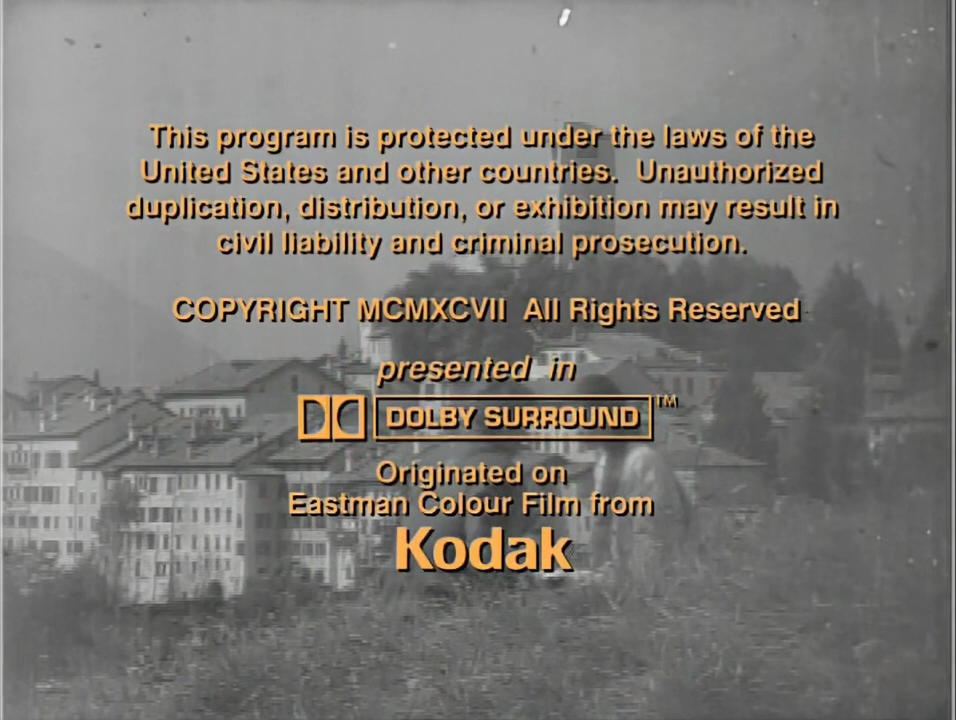 This program is protected under the laws of the
United States and other countries. Unauthorized
duplication, distribution, or exhibition may result in
civil liability and criminal prosecution.
COPYRIGHT MCMXCVII All Rights Reserved
presented in
DOLBY SURROUND TM
Originated on
Eastman Colour Film from
Kodak